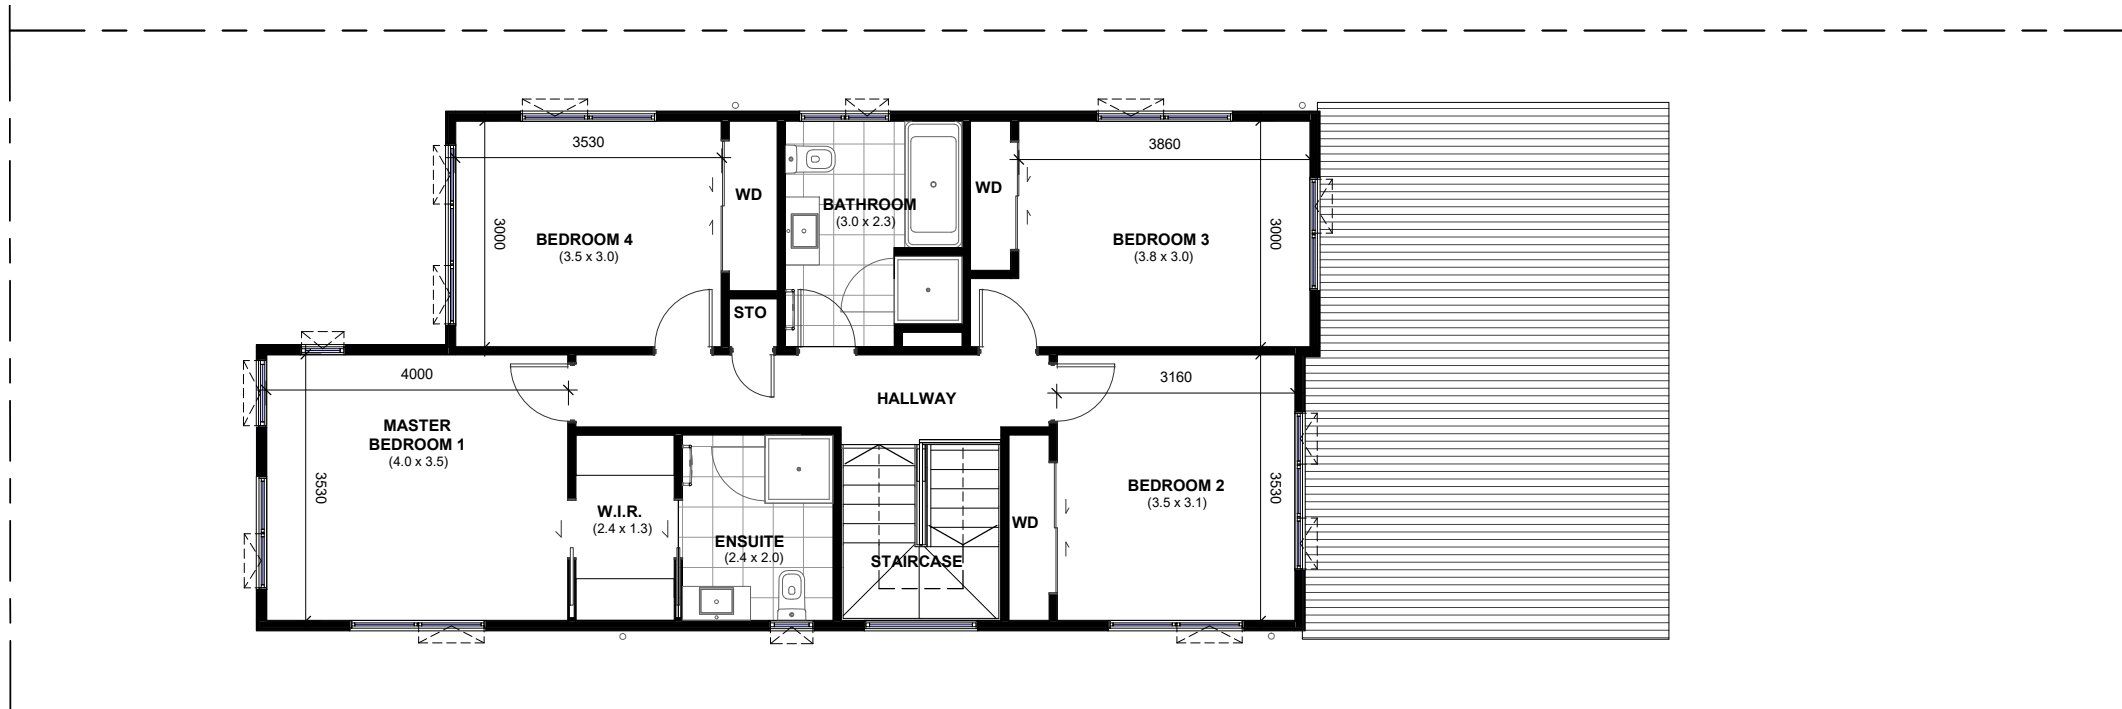 3530
3860
WD
WD
BATHROOM
(3.0 x 2.3)
3000
BEDROOM 4
(3.5 x 3.0)
BEDROOM 3
(3.8 x 3.0)
3000
STO
4000
3160
HALLWAY
MASTER
BEDROOM 1
(4.0 x 3.5)
3530
W.I.R.
(2.4 x 1.3)
ENSUITE
(2.4 x 2.0)
STAIRCASE
WD
BEDROOM 2
(3.5 x 3.1)
3530